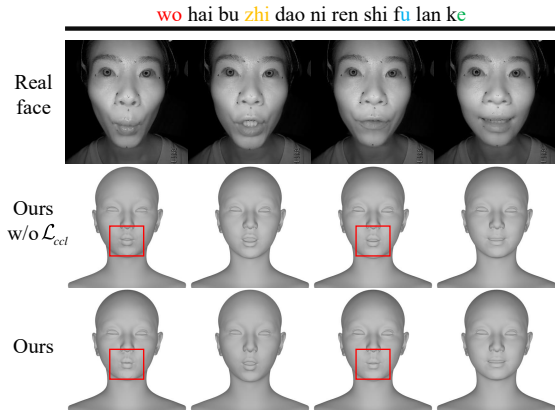 wo hai bu zhi dao ni ren shi fu lan ke
Real
face
Ours
w/o ℒccl
Ours